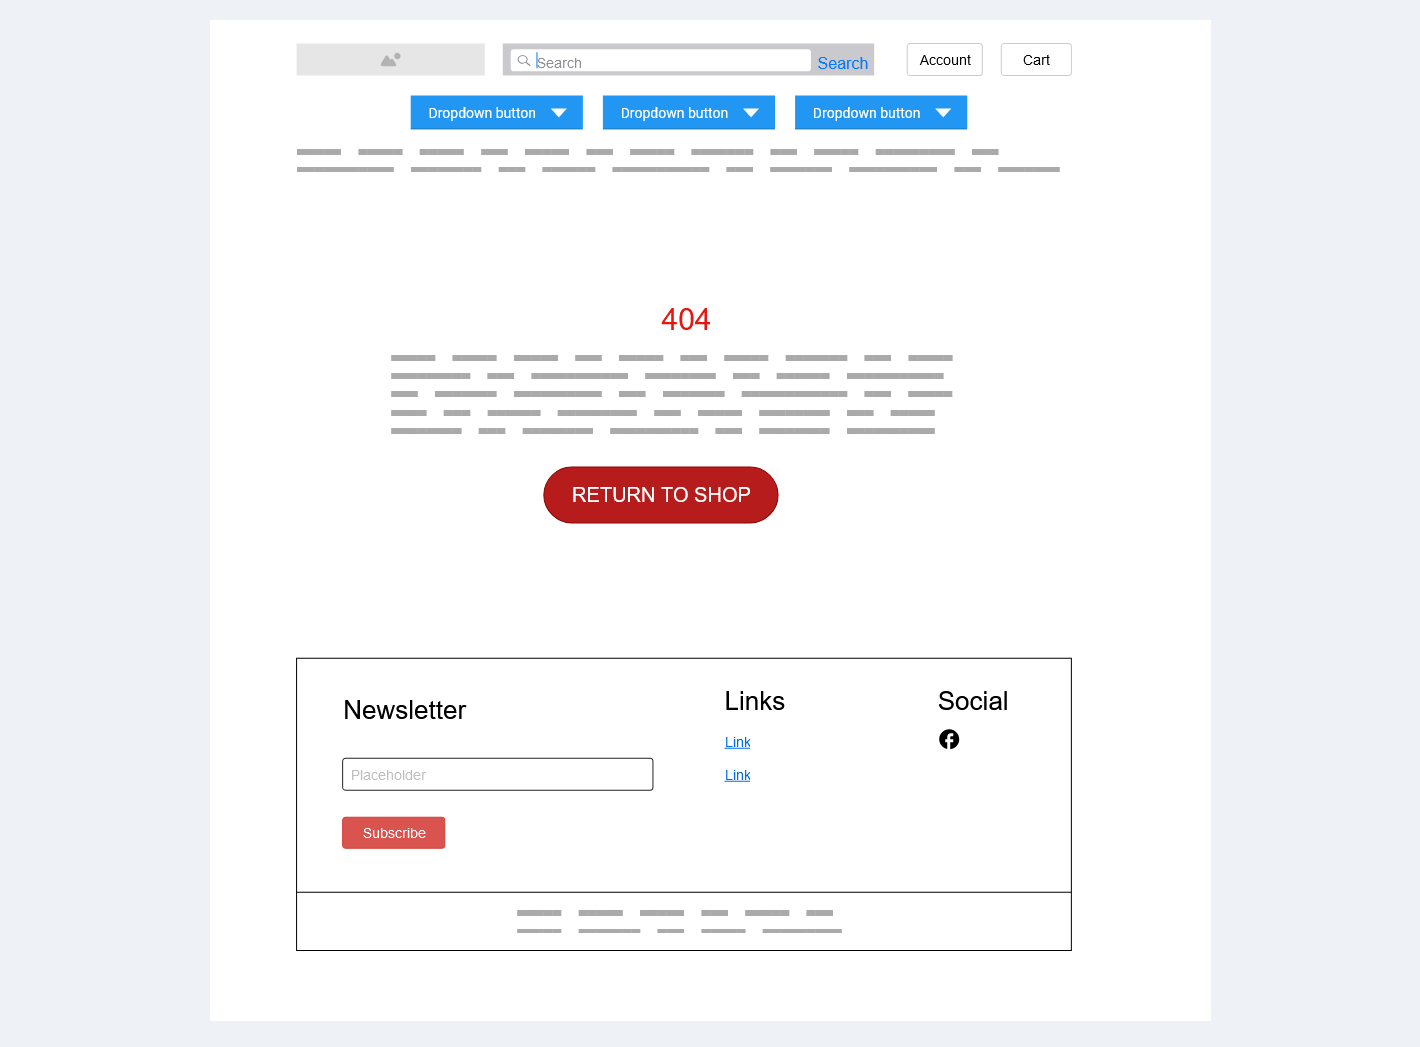 Search
Search
Account
Cart
Dropdown button
Dropdown button
Dropdown button
404
RETURN TO SHOP
Newsletter
Placeholder
Subscribe
Links
Link
Link
Social